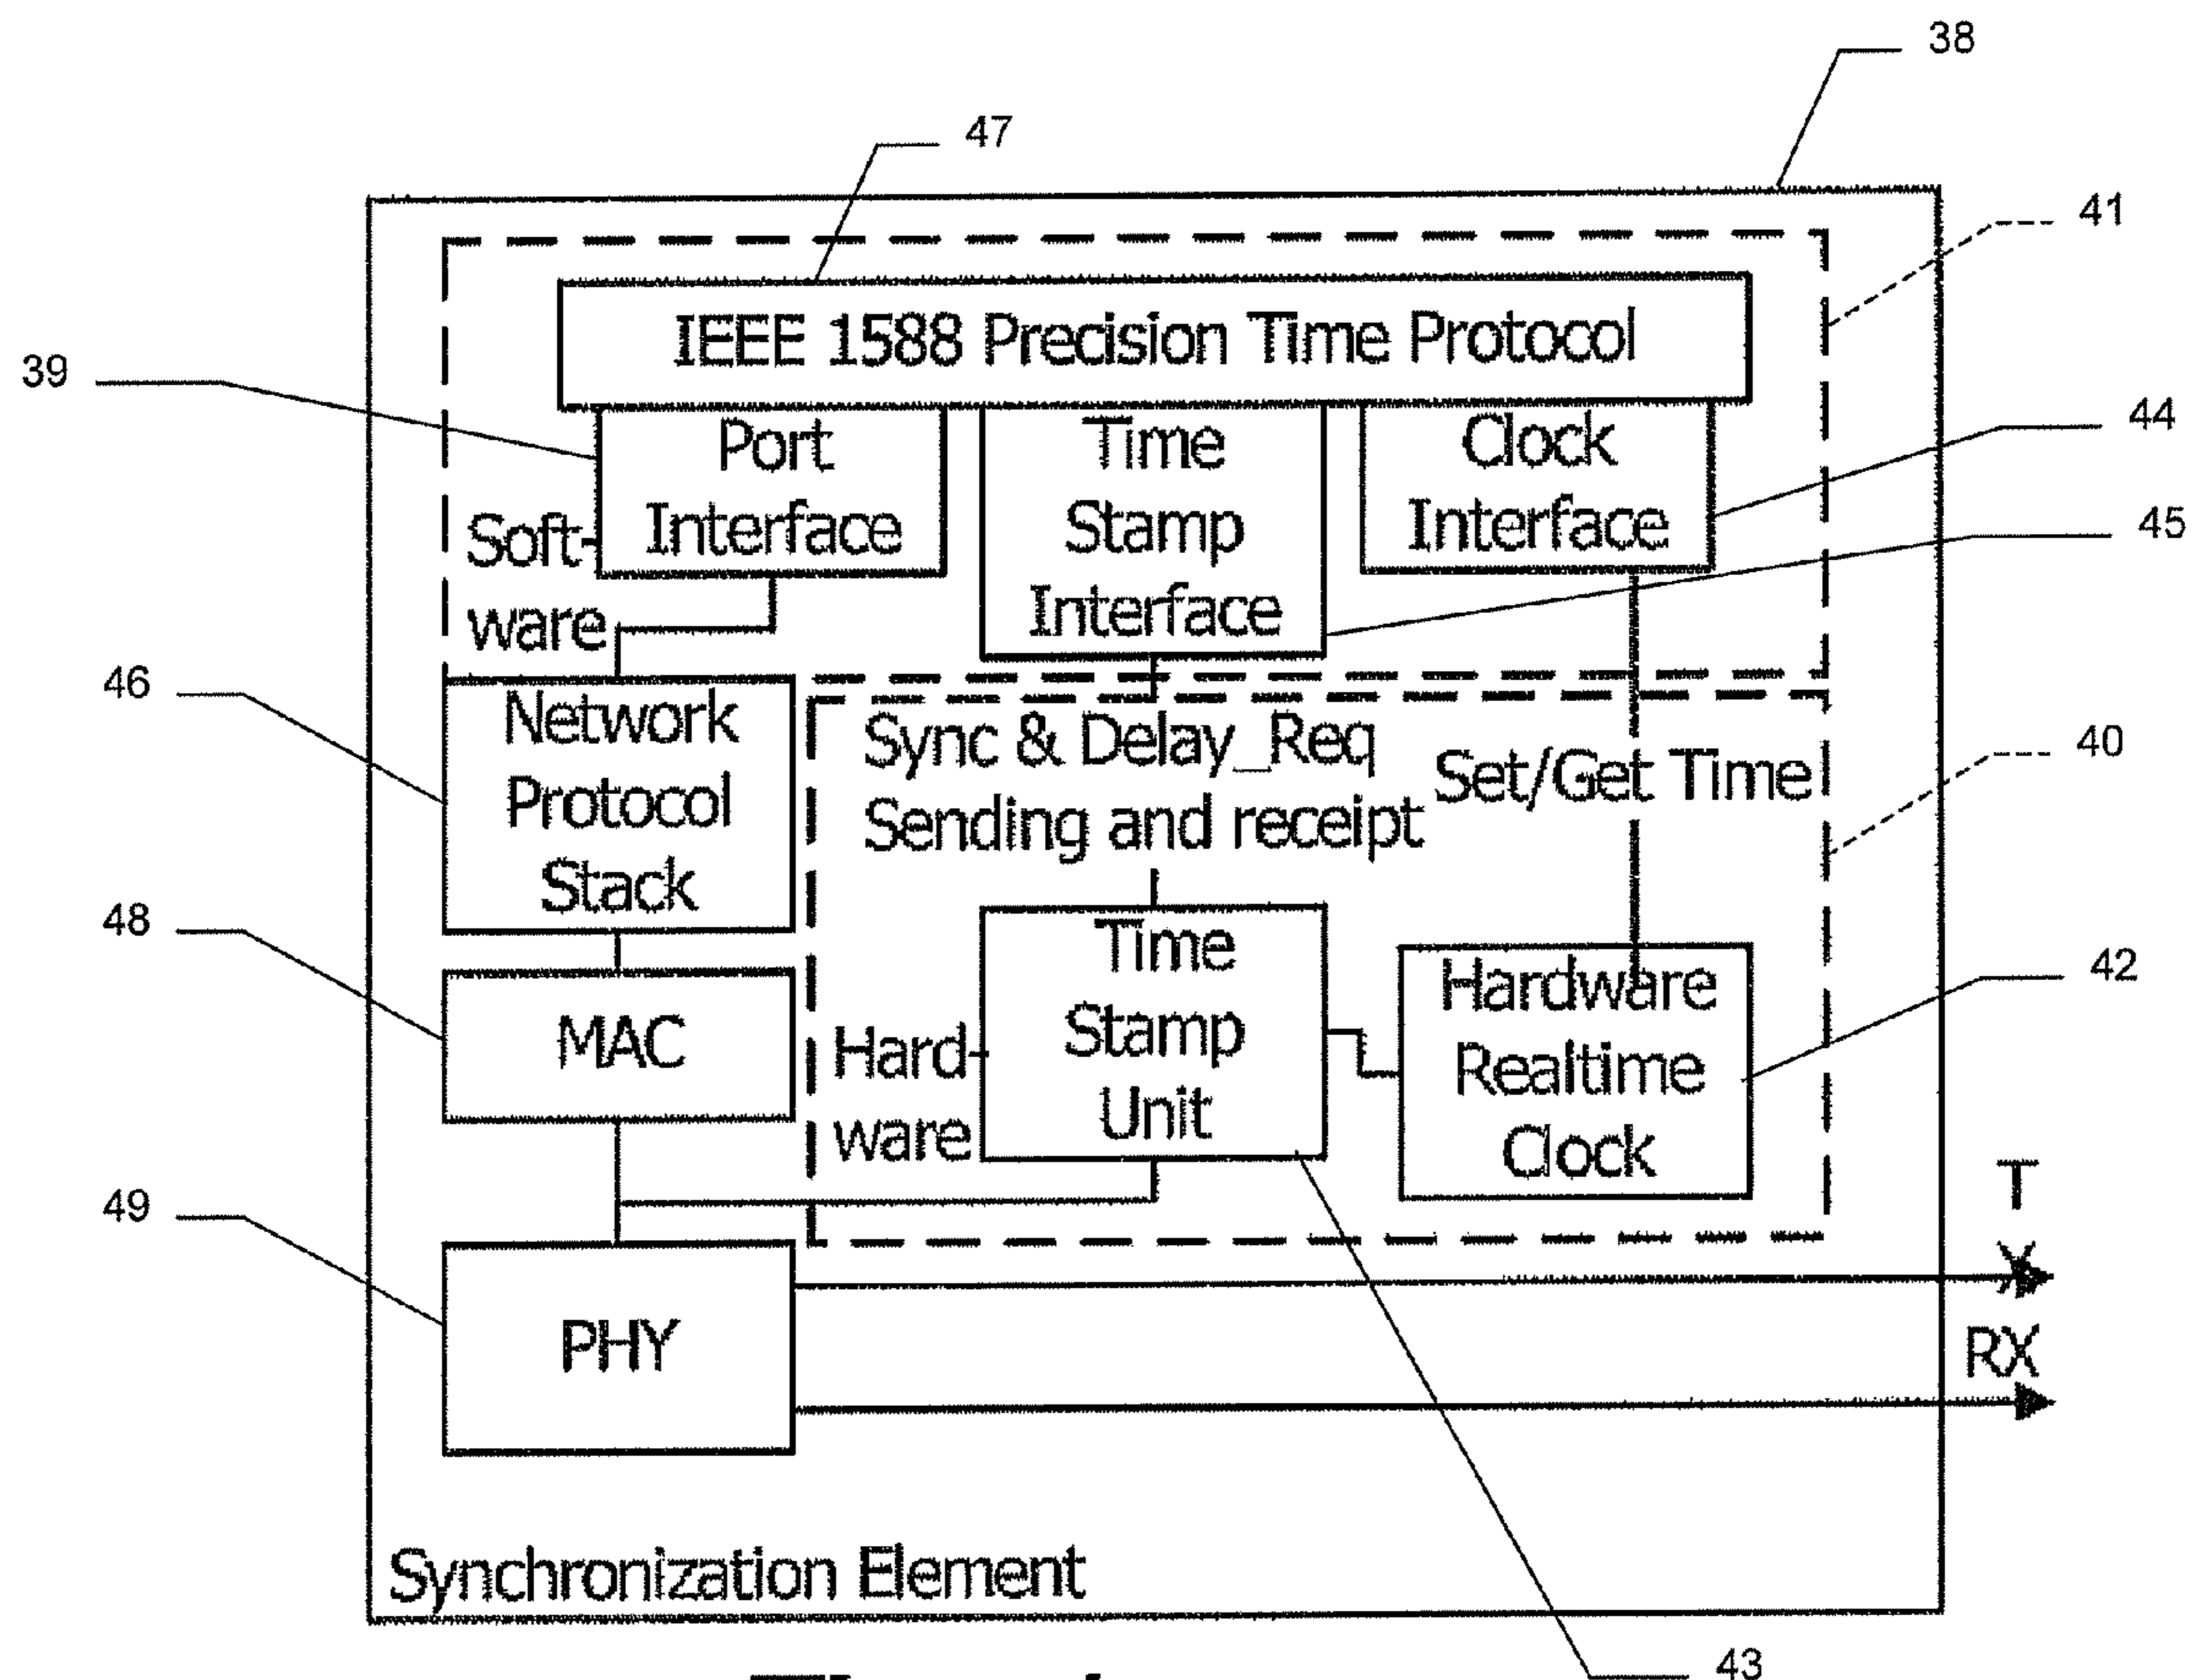 38
47
41
IEEE 1588 Precision Time Protocol
39
Port
Interface
Time
Stamp
Interface
Clock
Interface
44
45
Soft-
ware
46
Network
Protocol
Stack
Sync & Delay_Req
Sending and receipt
Set/Get Time
40
48
MAC
Hard-
ware
Time
Stamp
Unit
Hardware
Realtime
Clock
42
49
PHY
T
X
RX
Synchronization Element
43